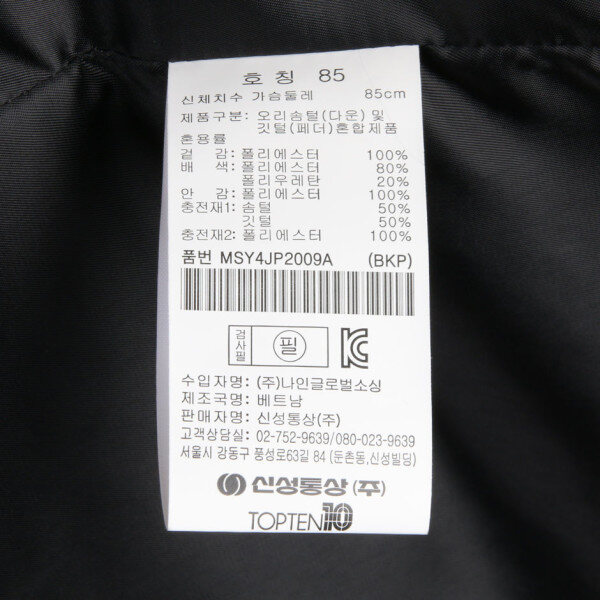 호 칭 85
신체치수 가슴둘레 85cm
제품구분: 오리솜털(다운) 및
깃털(페더)혼합제품
혼용률
겉 감: 폴리에스터 100%
배 색: 폴리에스터 80%
폴리우레탄 20%
안 감: 폴리에스터 100%
충전재1: 솜털 50%
깃털 50%
충전재2: 폴리에스터 100%
품번 MSY4JP2009A (BKP)
검사필 필 KC
수입자명: (주)나인글로벌소싱
제조국명: 베트남
판매자명: 신성통상(주)
고객상담실: 02-752-9639/080-023-9639
서울시 강동구 풍성로63길 84 (둔촌동,신성빌딩)
신성통상 (주)
TOPTEN10